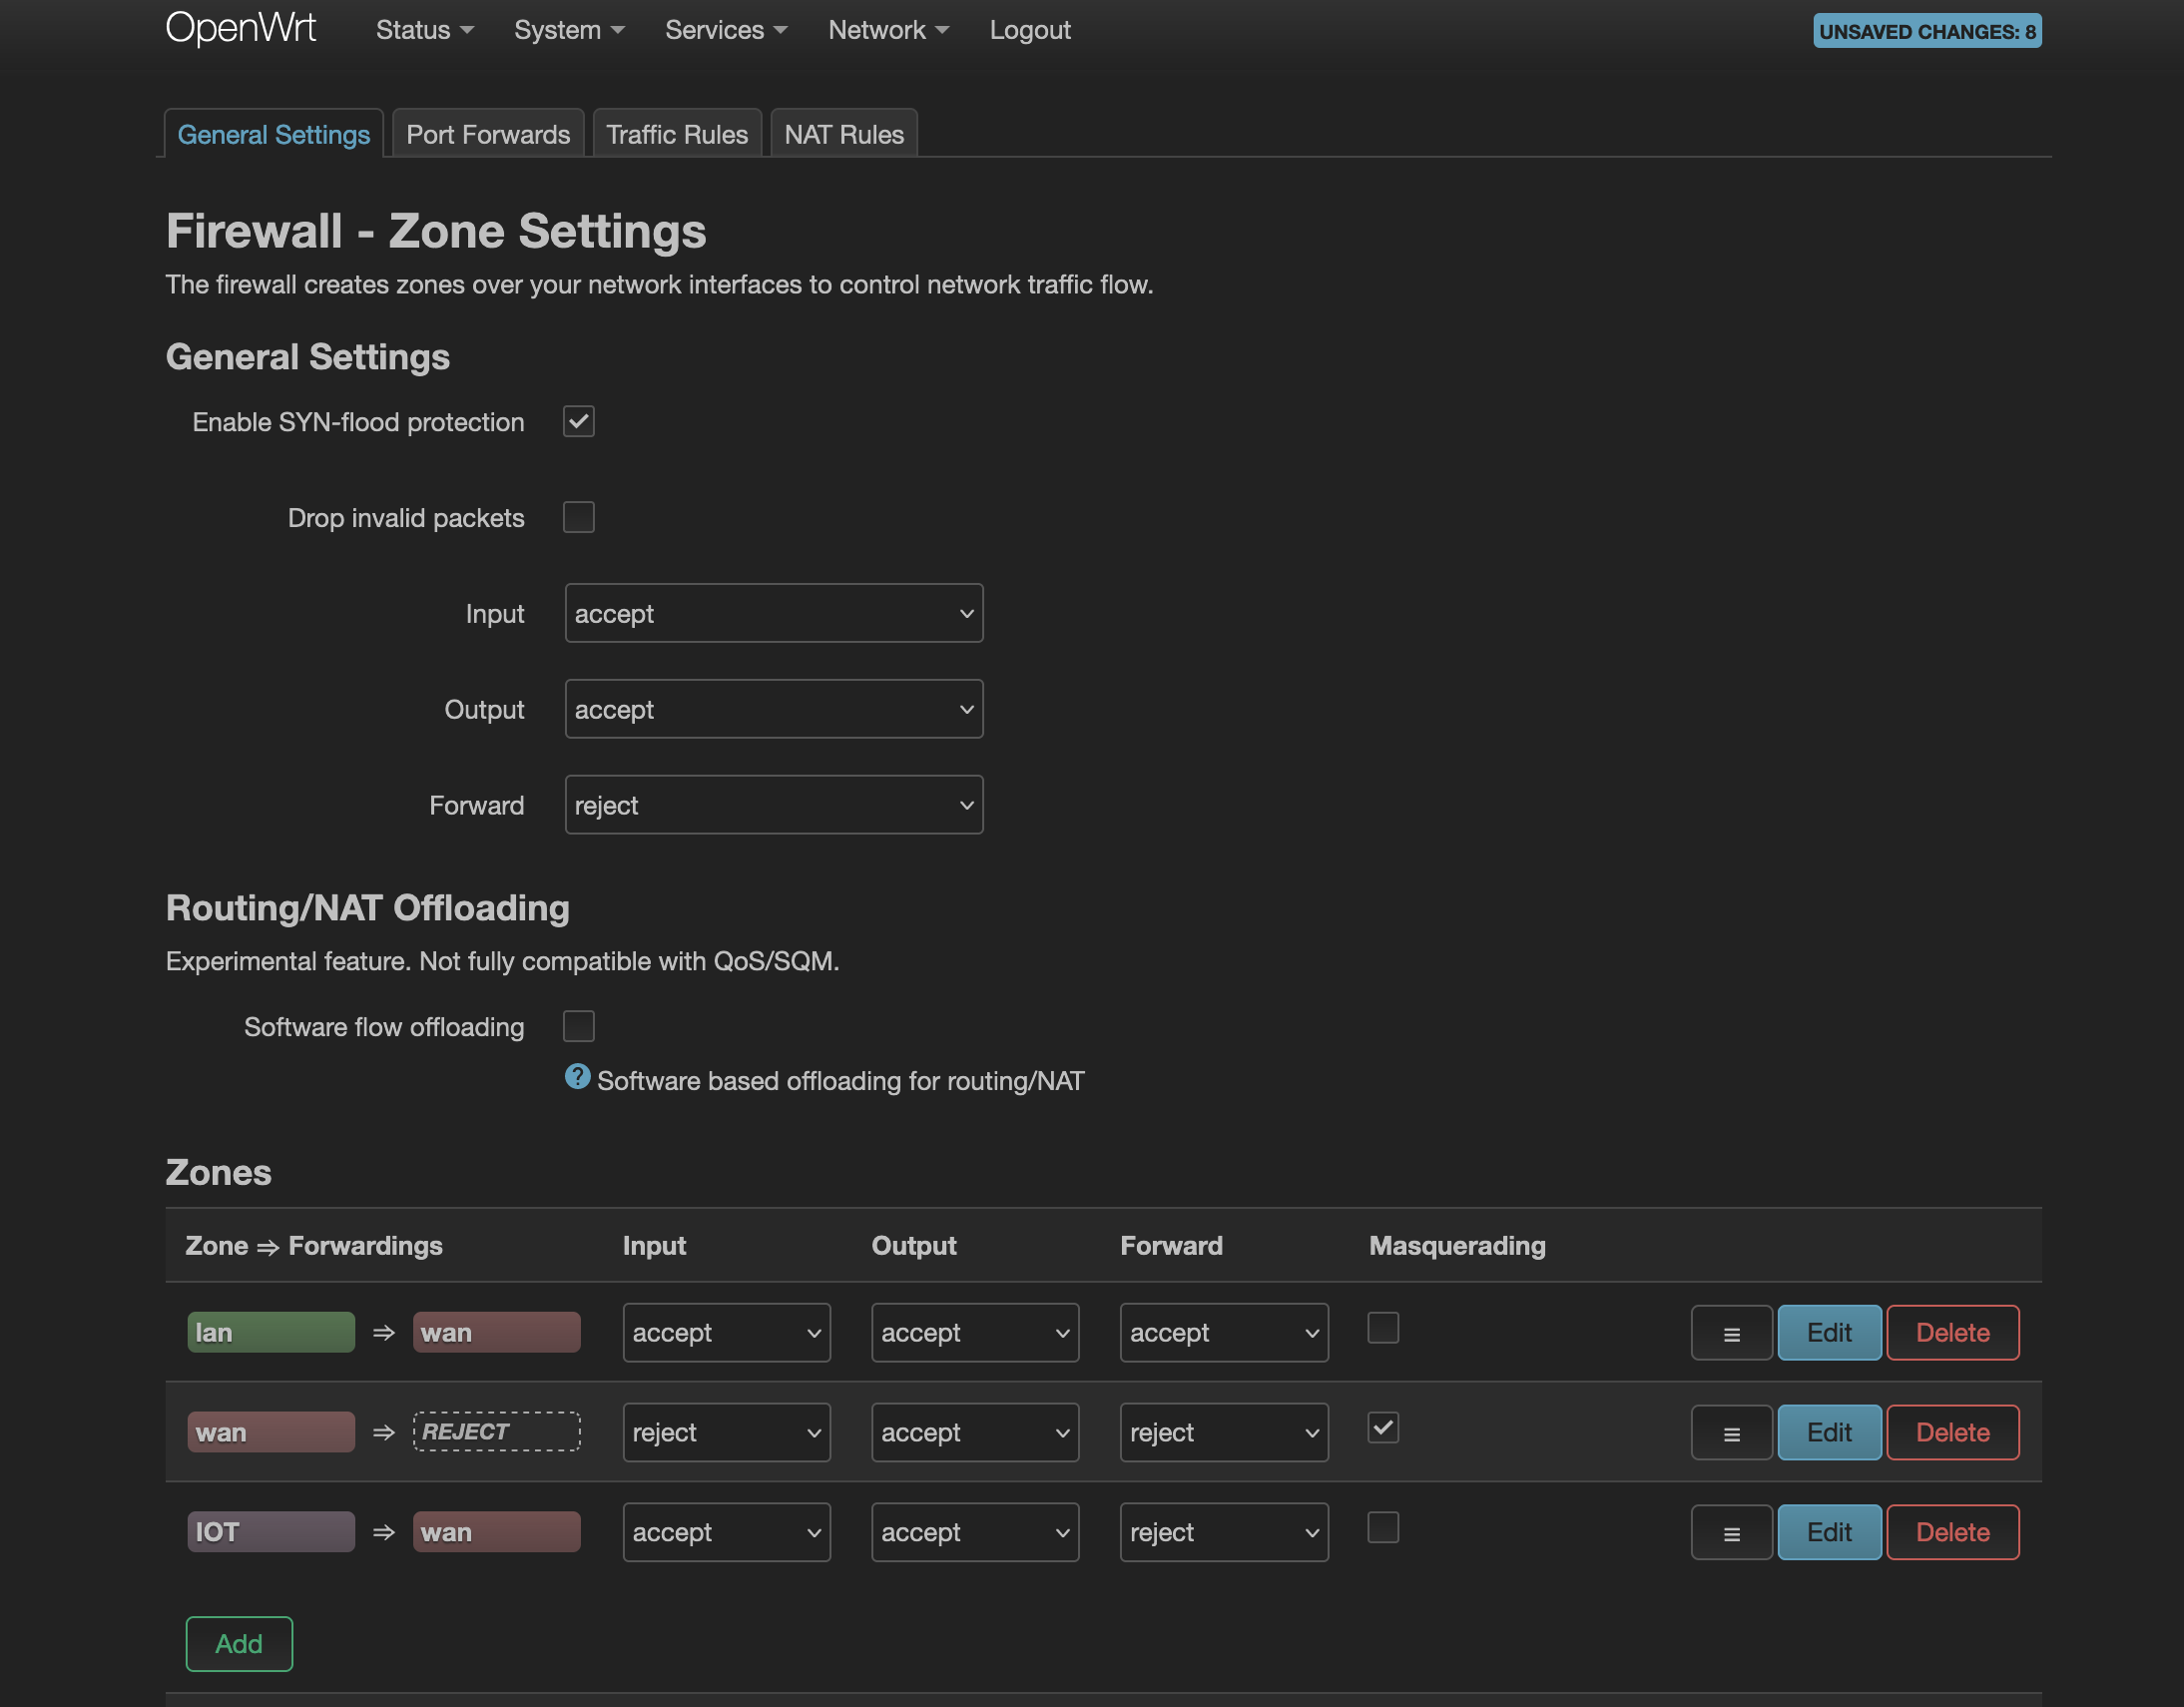 OpenWrt Status System Services Network Logout UNSAVED CHANGES: 8
General Settings Port Forwards Traffic Rules NAT Rules
Firewall - Zone Settings
The firewall creates zones over your network interfaces to control network traffic flow.
General Settings
Enable SYN-flood protection
Drop invalid packets
Input accept
Output accept
Forward reject
Routing/NAT Offloading
Experimental feature. Not fully compatible with QoS/SQM.
Software flow offloading
? Software based offloading for routing/NAT
Zones
Zone ⇒ Forwardings Input Output Forward Masquerading
lan ⇒ wan accept accept accept ≡ Edit Delete
wan ⇒ REJECT reject accept reject ≡ Edit Delete
IOT ⇒ wan accept accept reject ≡ Edit Delete
Add